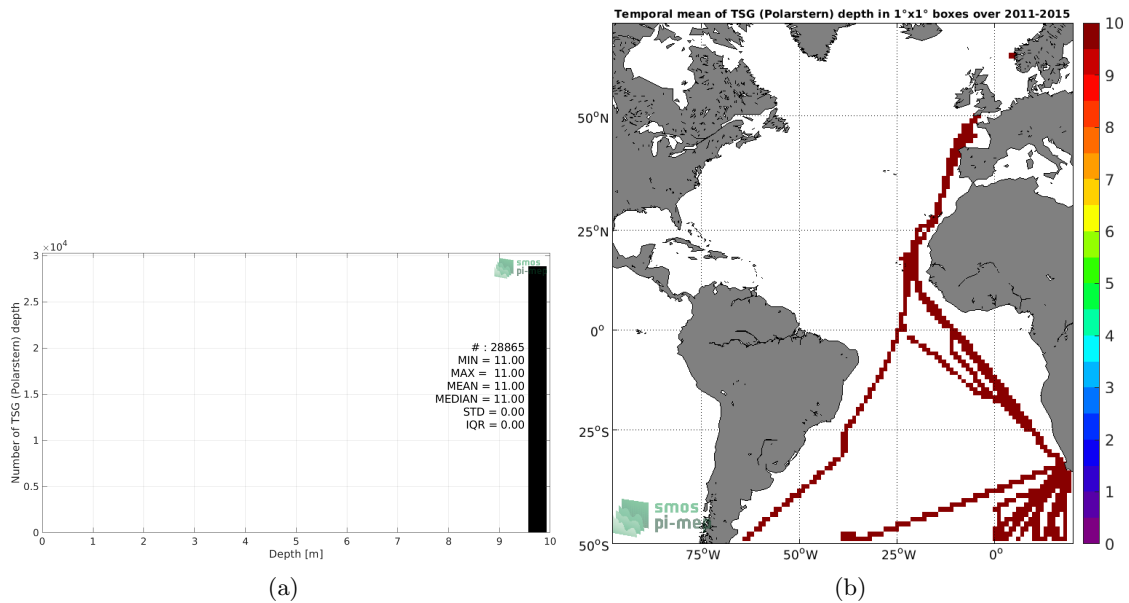 ×10⁴
3
2.5
2
1.5
1
0.5
0
Number of TSG (Polarstern) depth
smos
pi-mep
# : 28865
MIN = 11.00
MAX = 11.00
MEAN = 11.00
MEDIAN = 11.00
STD = 0.00
IQR = 0.00
0 1 2 3 4 5 6 7 8 9 10
Depth [m]
(a)
Temporal mean of TSG (Polarstern) depth in 1°x1° boxes over 2011-2015
50°N
25°N
0°
25°S
50°S
75°W 50°W 25°W 0°
smos
pi-mep
10
9
8
7
6
5
4
3
2
1
0
(b)